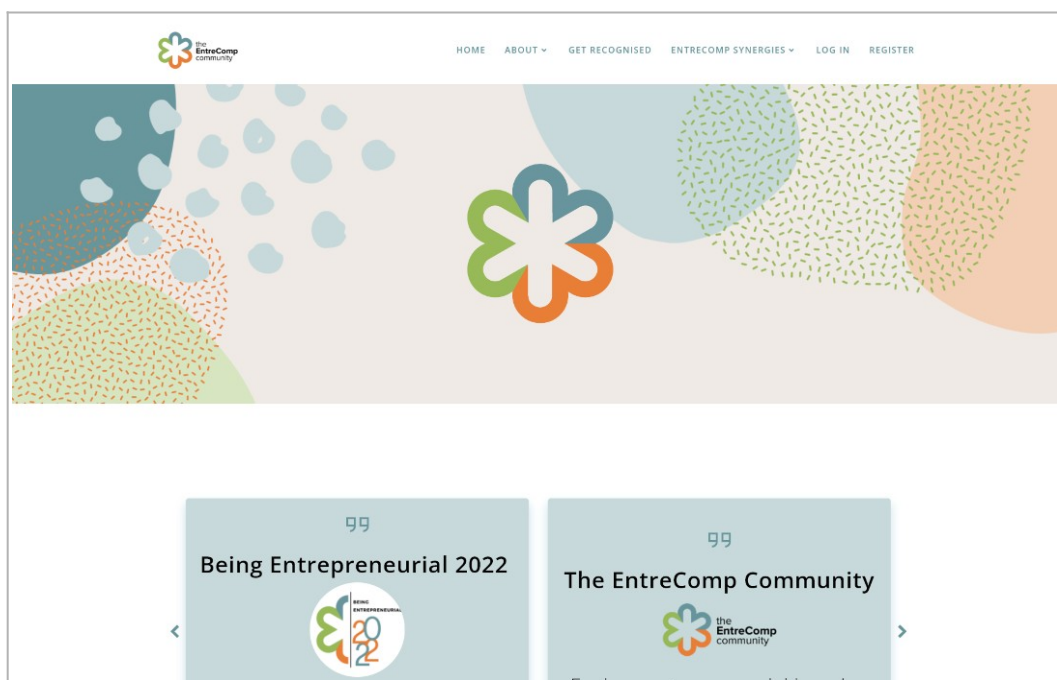 the
EntreComp
community
HOME ABOUT GET RECOGNISED ENTRECOMP SYNERGIES LOG IN REGISTER
Being Entrepreneurial 2022
BEING
ENTREPRENEURIAL
2022
The EntreComp Community
the
EntreComp
community